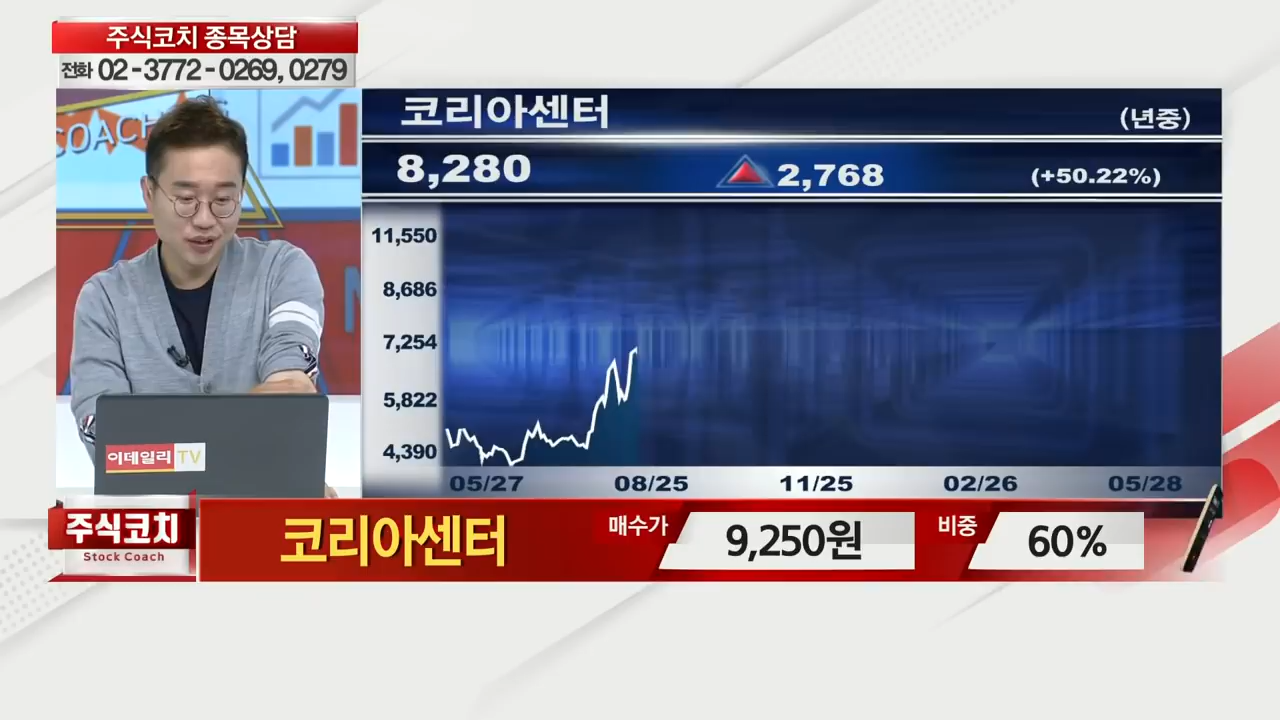 주식코치 종목상담
전화 02-3772-0269, 0279
COACH
코리아센터
(년중)
8,280
2,768
(+50.22%)
11,550
8,686
7,254
5,822
4,390
05/27
08/25
11/25
02/26
05/28
이데일리 TV
주식코치
Stock Coach
코리아센터
매수가
9,250원
비중
60%